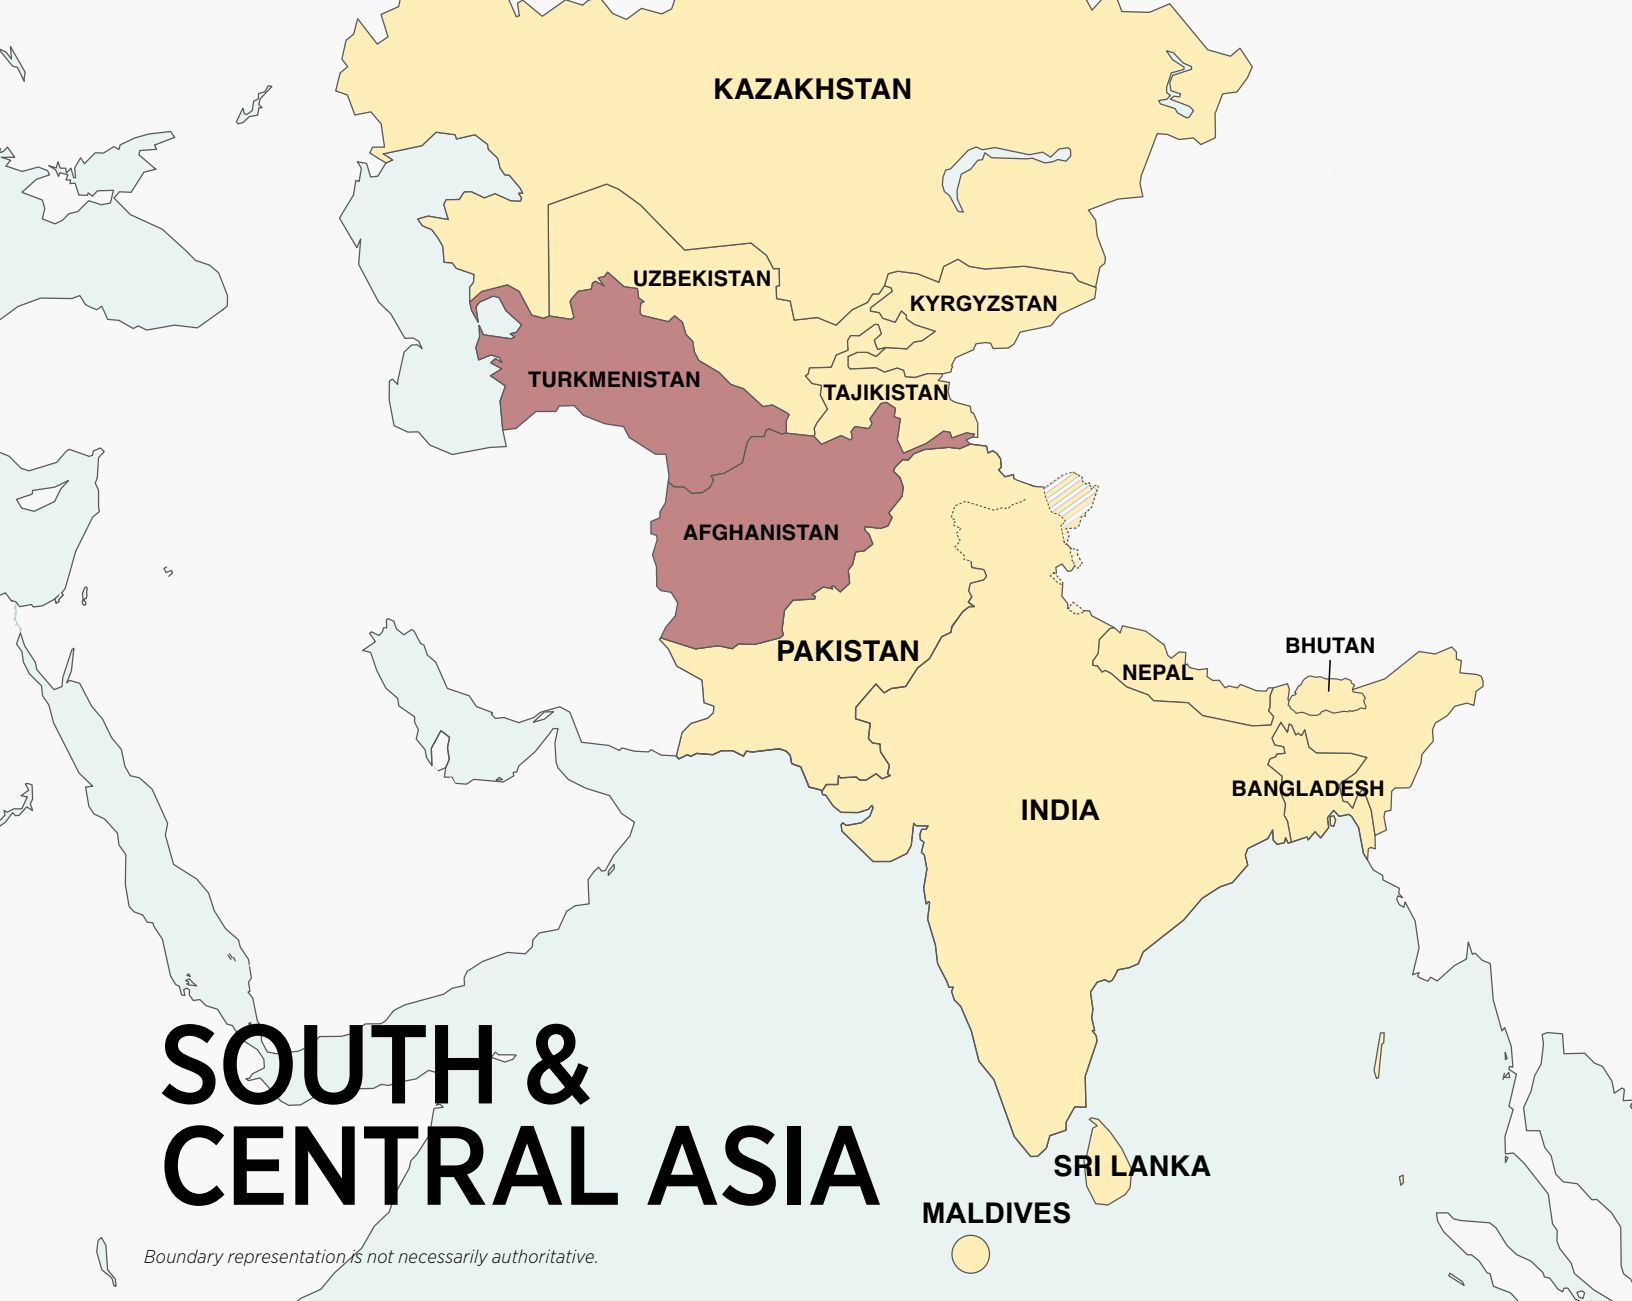 KAZAKHSTAN
UZBEKISTAN
KYRGYZSTAN
TURKMENISTAN
TAJIKISTAN
AFGHANISTAN
PAKISTAN
BHUTAN
NEPAL
BANGLADESH
INDIA
SOUTH &
CENTRAL ASIA
SRI LANKA
MALDIVES
Boundary representation is not necessarily authoritative.